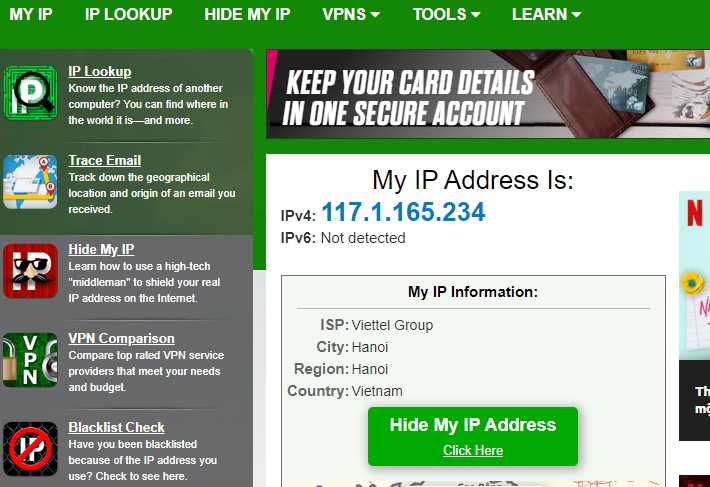 MY IP
IP LOOKUP
HIDE MY IP
VPNS
TOOLS
LEARN
IP Lookup
Know the IP address of another
computer? You can find where in
the world it is—and more.
Trace Email
Track down the geographical
location and origin of an email you
received.
Hide My IP
Learn how to use a high-tech
"middleman" to shield your real
IP address on the Internet.
VPN Comparison
Compare top rated VPN service
providers that meet your needs
and budget.
Blacklist Check
Have you been blacklisted
because of the IP address you
use? Check to see here.
IP
A
B
IP
V
P
N
IP
KEEP YOUR CARD DETAILS
IN ONE SECURE ACCOUNT
My IP Address Is:
IPv4: 117.1.165.234
IPv6: Not detected
My IP Information:
ISP: Viettel Group
City: Hanoi
Region: Hanoi
Country: Vietnam
Hide My IP Address
Click Here
N
Th
mộ